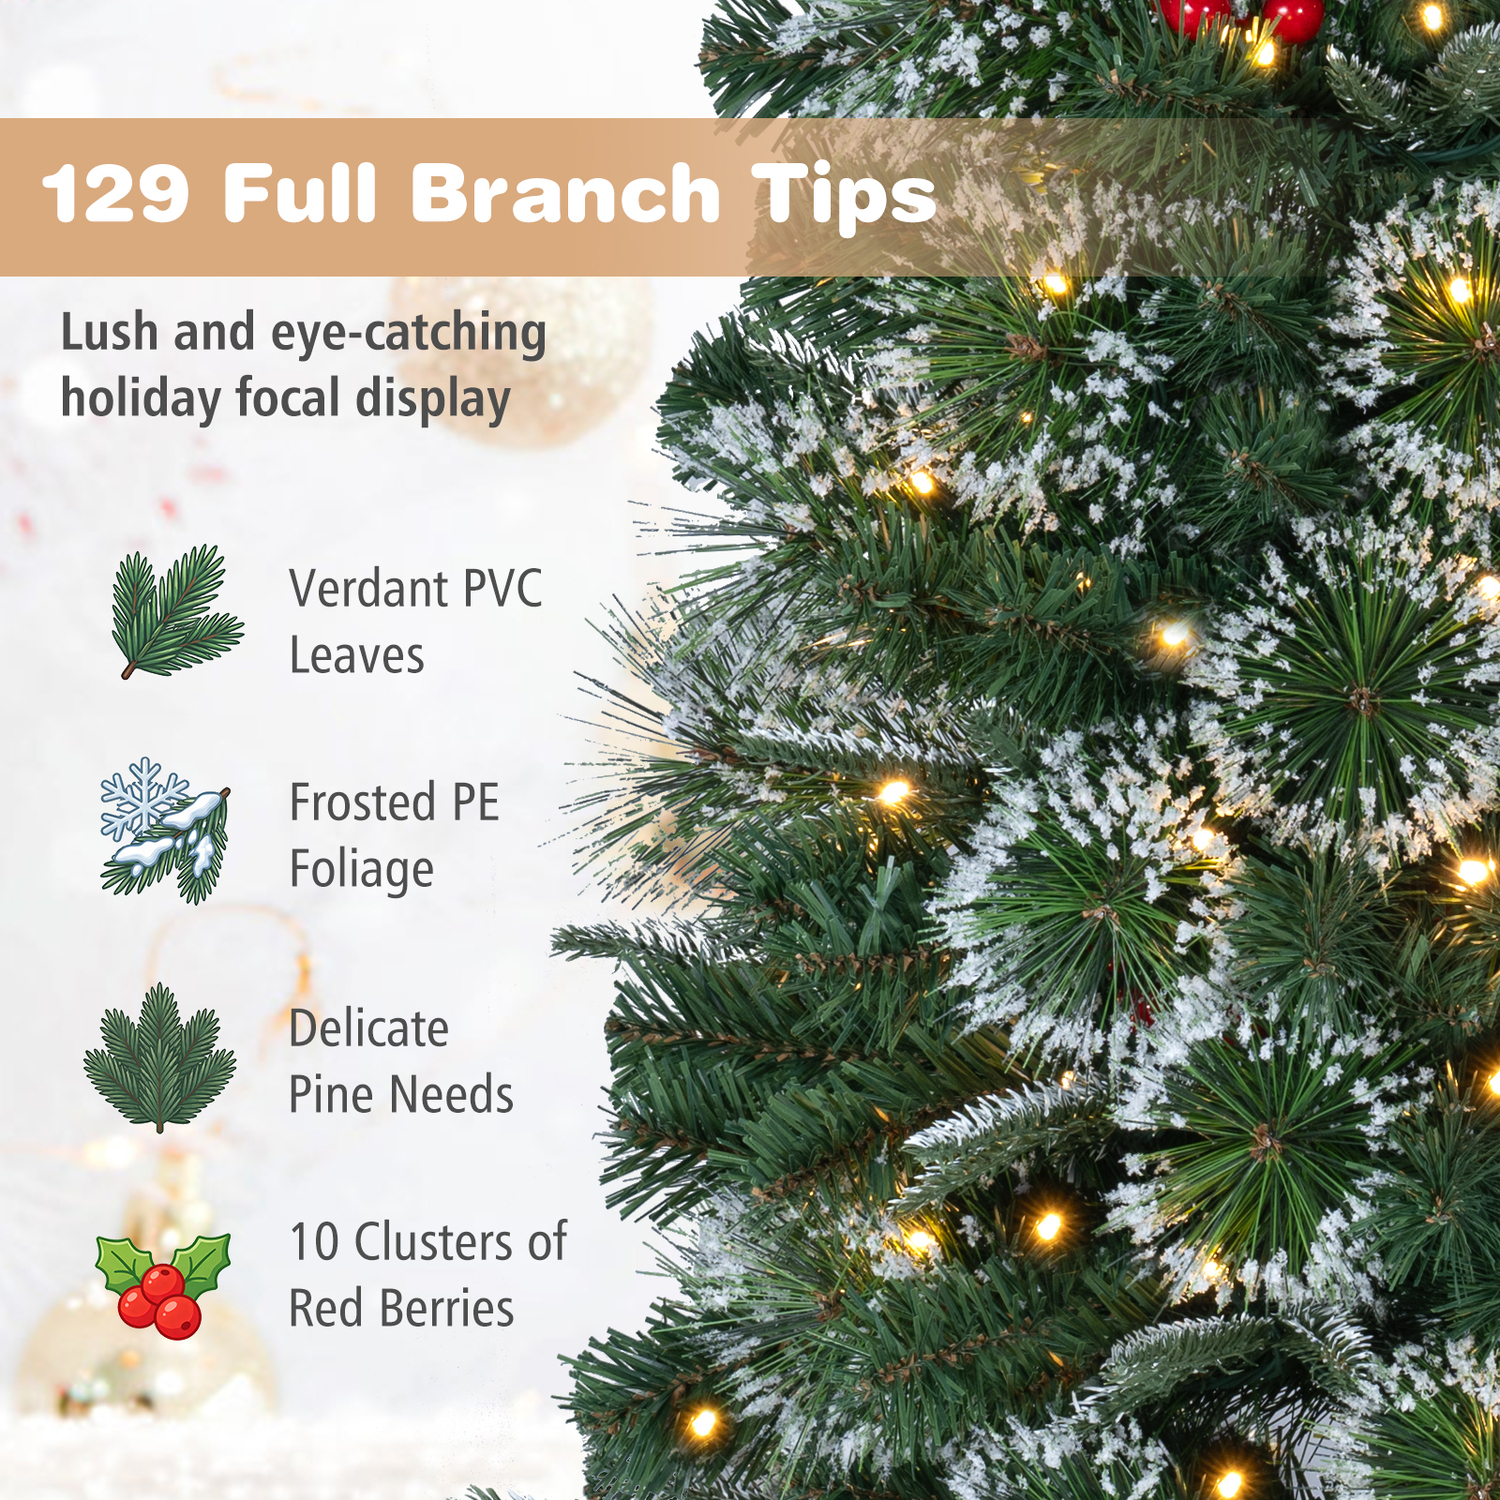 129 Full Branch Tips
Lush and eye-catching
holiday focal display
Verdant PVC
Leaves
Frosted PE
Foliage
Delicate
Pine Needs
10 Clusters of
Red Berries